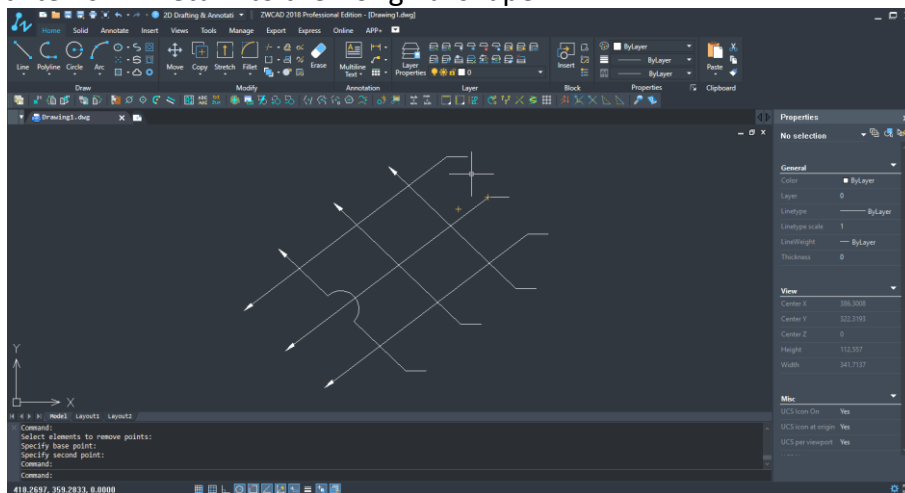 2D Drafting & Annotati
ZWCAD 2018 Professional Edition - [Drawing1.dwg]
Home Solid Annotate Insert Views Tools Manage Export Express Online APP+
Line Polyline Circle Arc
Move Copy Stretch Fillet
Erase
Multiline Text
Layer Properties
0
Insert
ByLayer
ByLayer
ByLayer
Paste
Draw Modify Annotation Layer Block Properties Clipboard
Drawing1.dwg
Properties
No selection
General
Color ByLayer
Layer 0
Linetype ByLayer
Linetype scale 1
LineWeight ByLayer
Thickness 0
View
Center X 386.3008
Center Y 322.3193
Center Z 0
Height 112.557
Width 341.7137
Misc
UCS Icon On Yes
UCS icon at origin Yes
UCS per viewport Yes
Y
X
Model Layout1 Layout2
Command:
Select elements to remove points:
Specify base point:
Specify second point:
Command:
Command:
418.2697, 359.2833, 0.0000